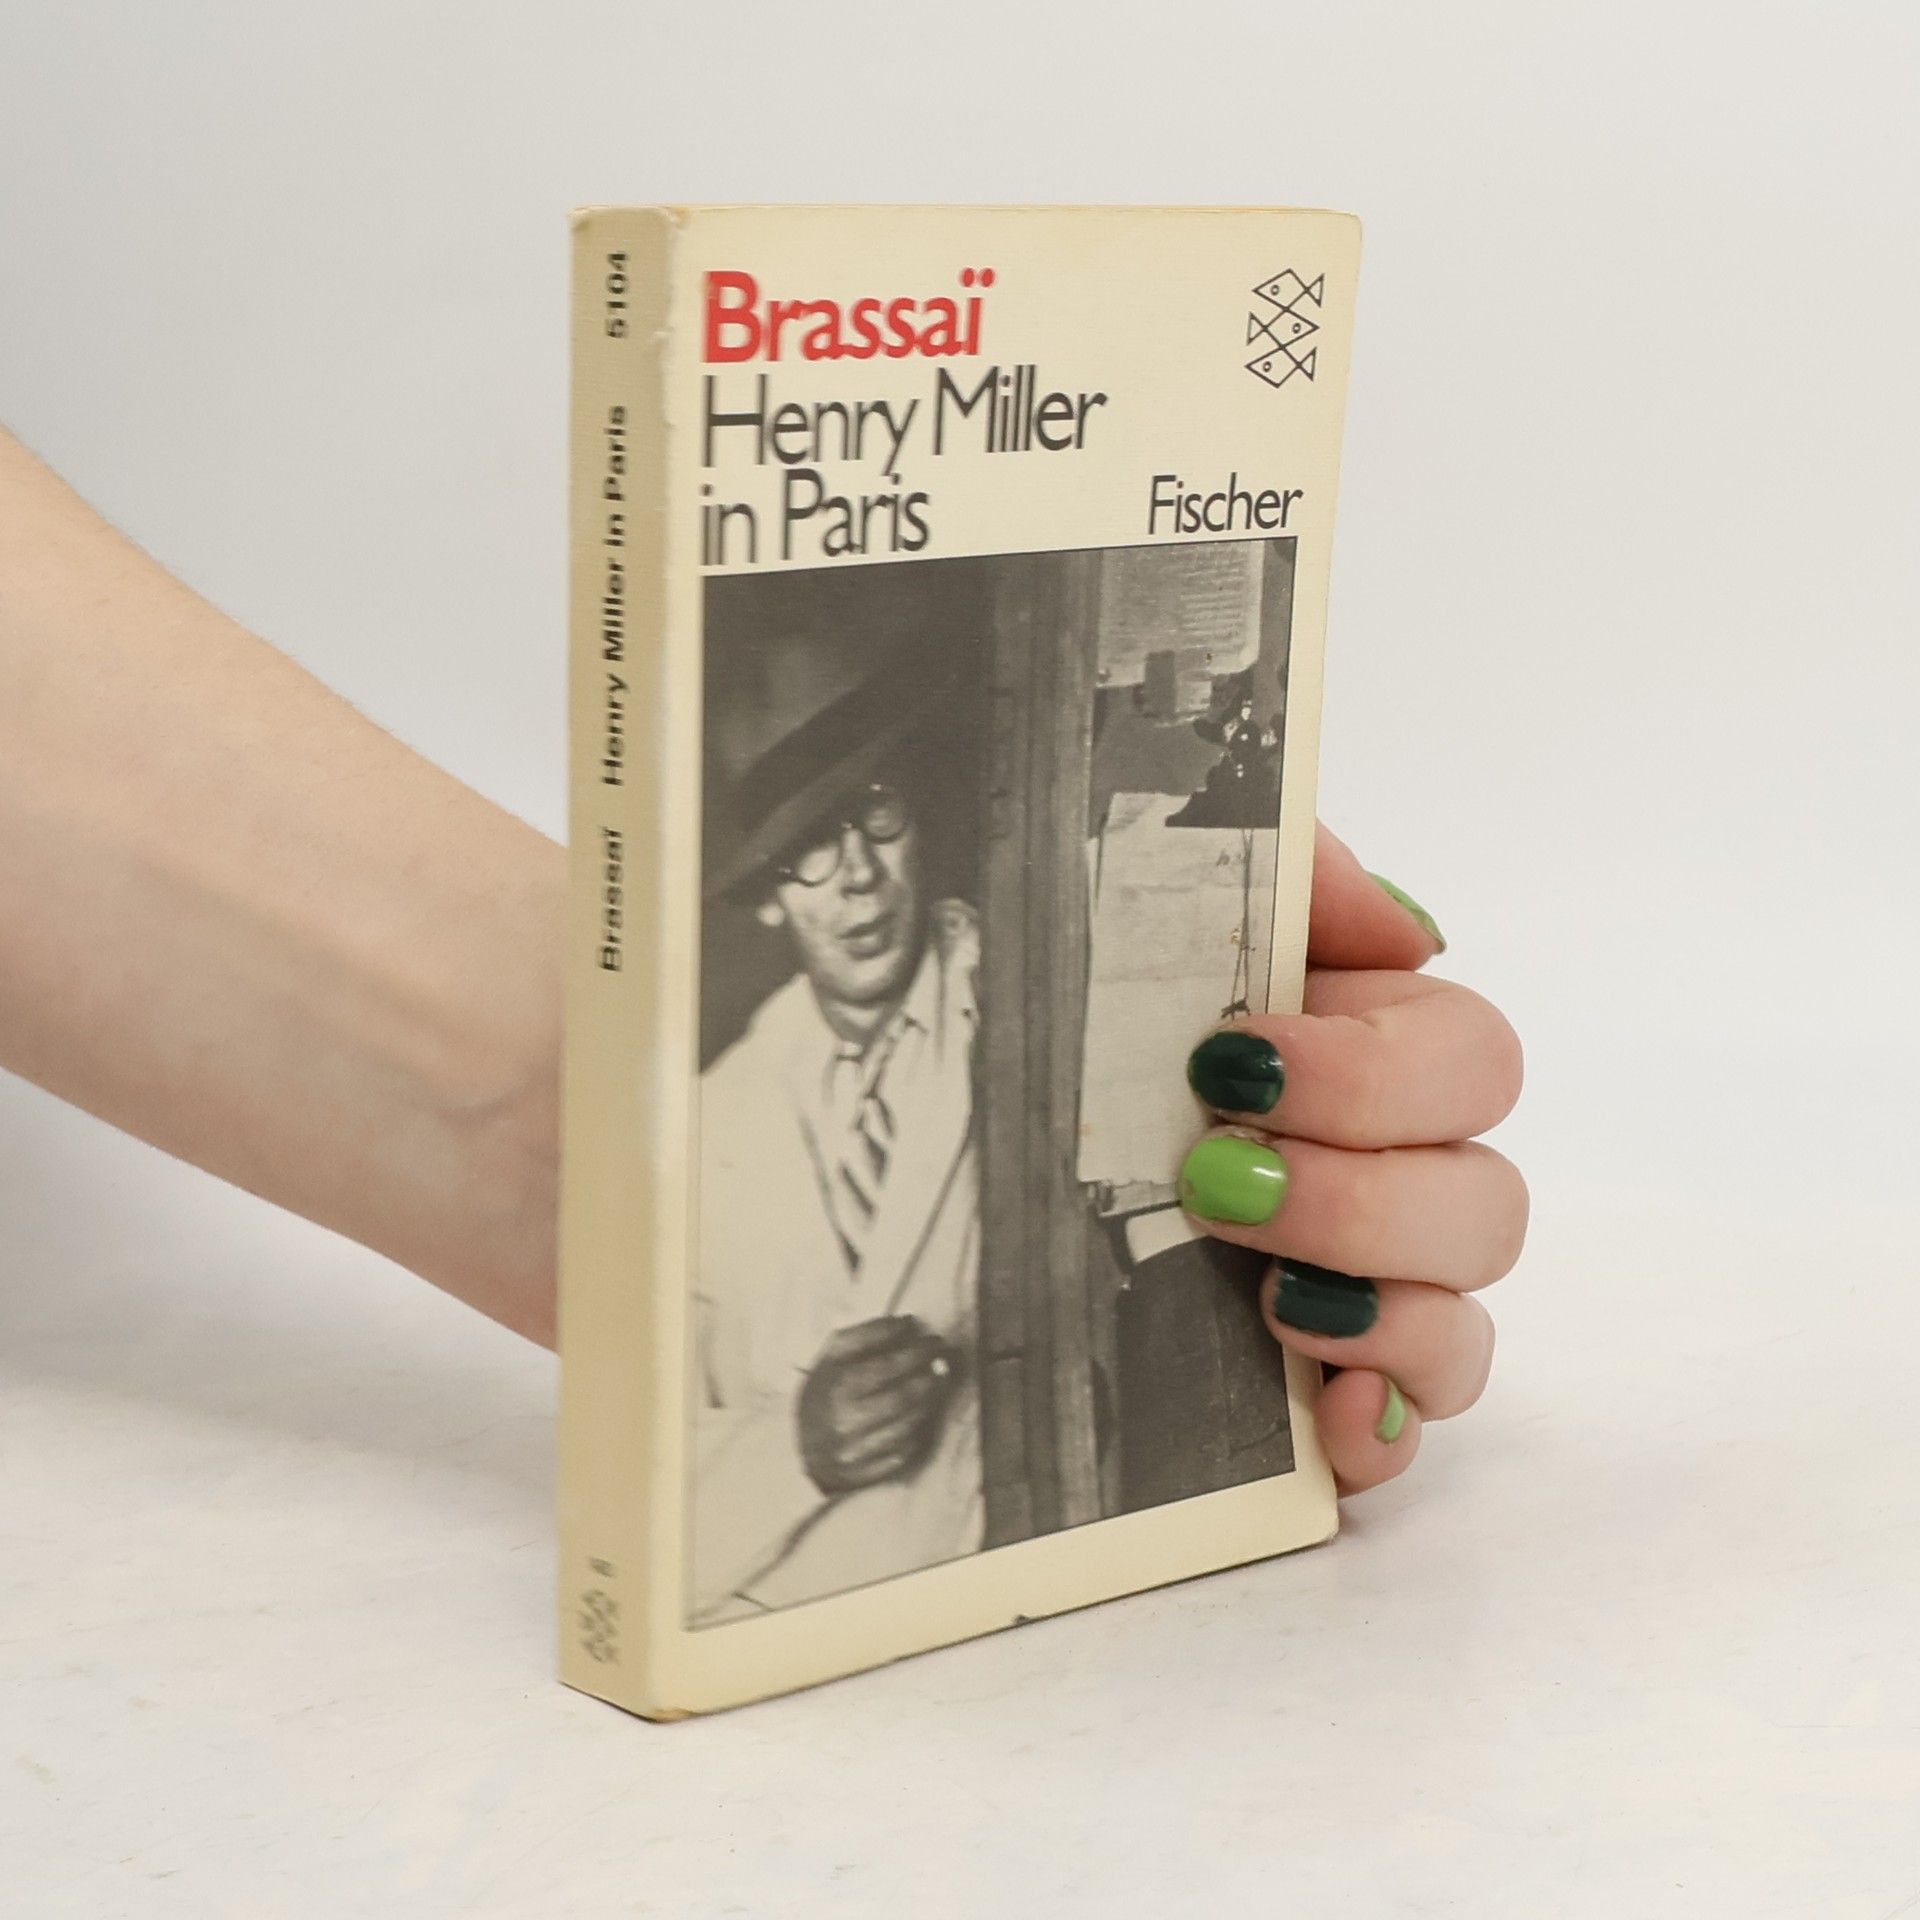 Brassaï
Henry Miller
in Paris
Fischer
Brassaï Henry Miller in Paris 5104